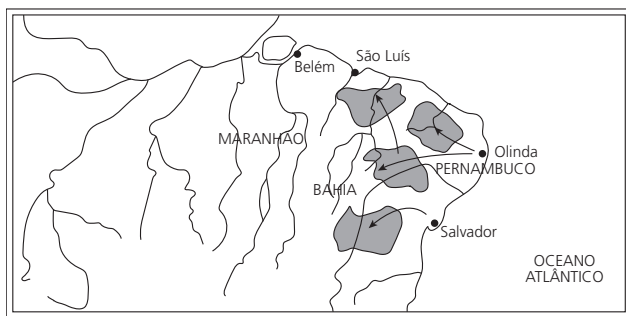 São Luís
Belém
MARANHÃO
Olinda
PERNAMBUCO
BAHIA
Salvador
OCEANO
ATLÂNTICO